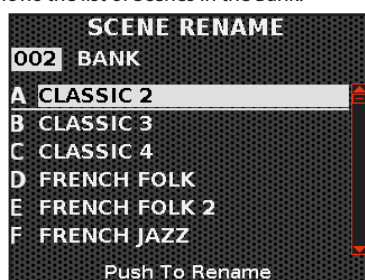 SCENE RENAME
002 BANK
A CLASSIC 2
B CLASSIC 3
C CLASSIC 4
D FRENCH FOLK
E FRENCH FOLK 2
F FRENCH JAZZ
Push To Rename